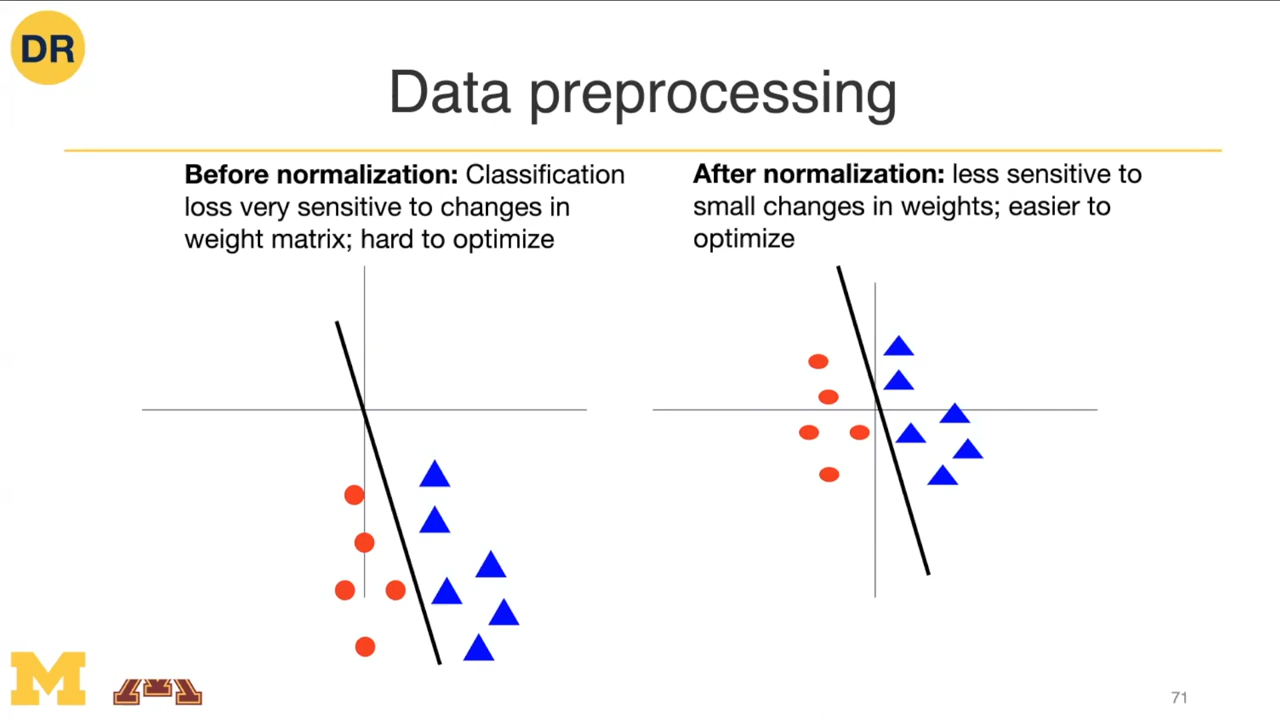 DR
Data preprocessing
Before normalization: Classification
loss very sensitive to changes in
weight matrix; hard to optimize
After normalization: less sensitive to
small changes in weights; easier to
optimize
M
M
71